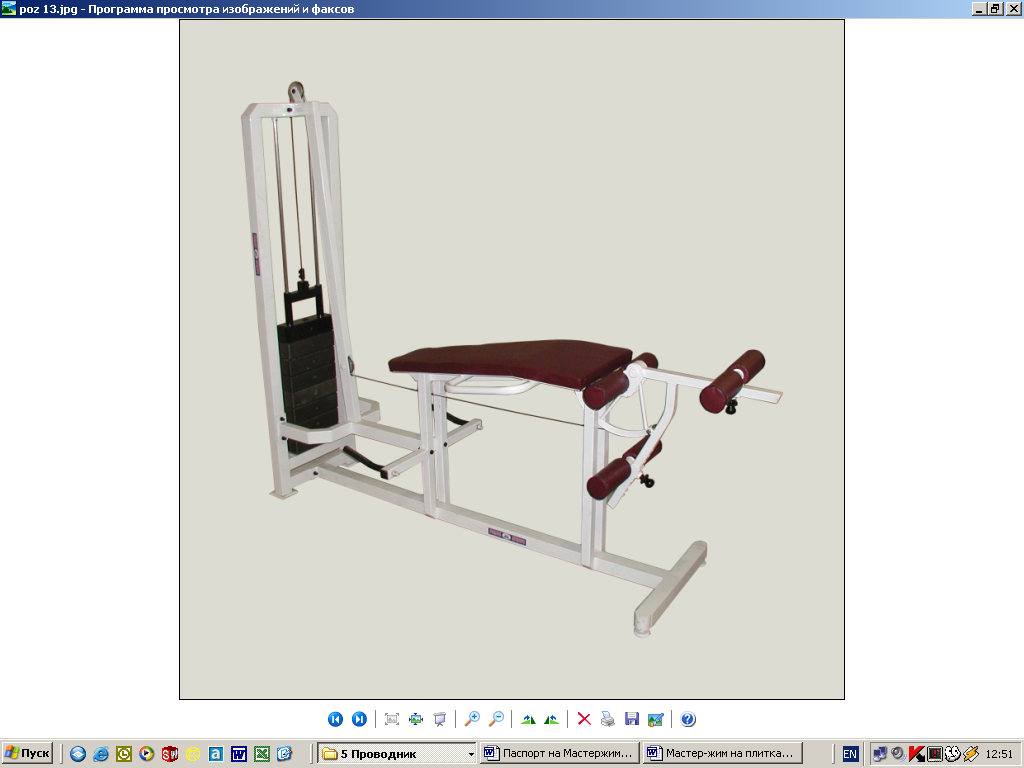 poz 13.jpg - Программа просмотра изображений и факсов
Пуск
5 Проводник
Паспорт на Мастержим...
Мастер-жим на плитка...
EN
12:51